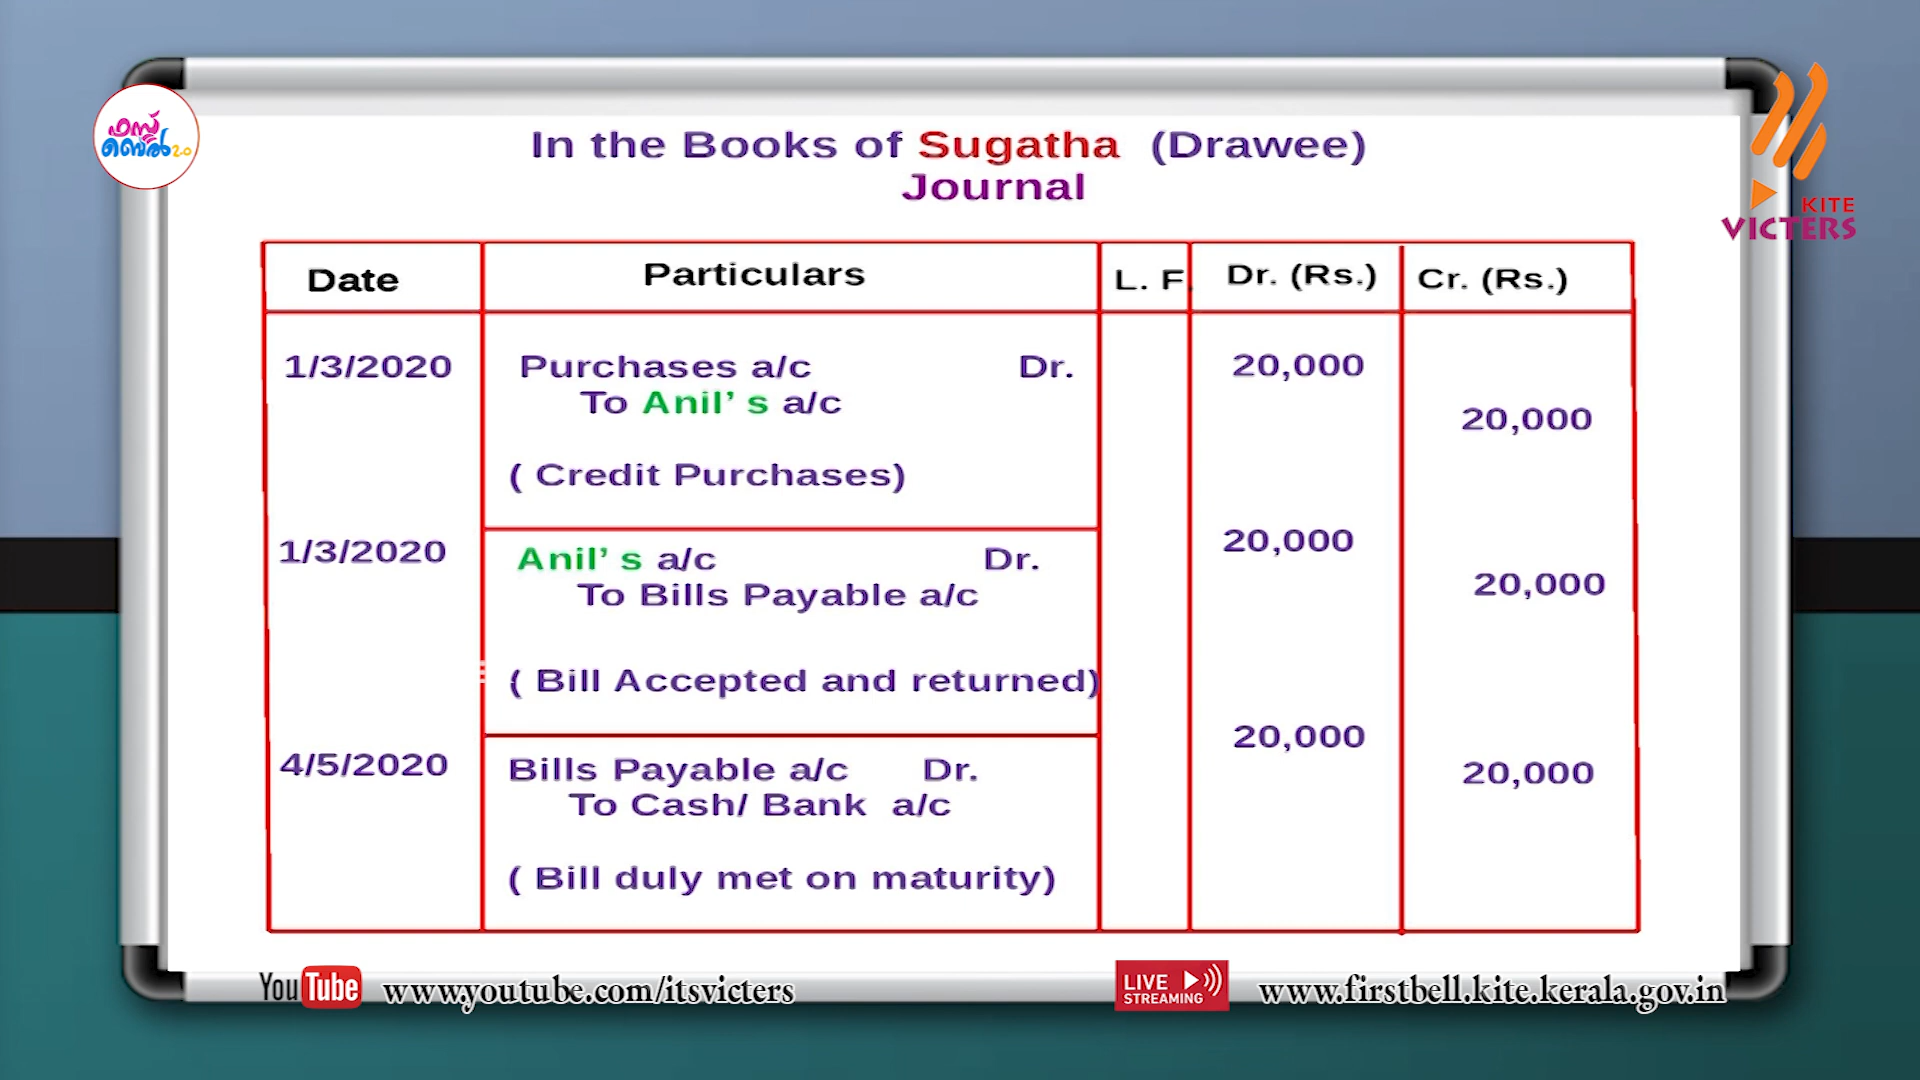 ഫസ്റ്റ്
ബെൽ 2.0
KITE
VICTERS
In the Books of Sugatha (Drawee)
Journal
Date Particulars L. F. Dr. (Rs.) Cr. (Rs.)
1/3/2020 Purchases a/c Dr. 20,000
To Anil’ s a/c 20,000
( Credit Purchases)
1/3/2020 Anil’ s a/c Dr. 20,000
To Bills Payable a/c 20,000
( Bill Accepted and returned)
4/5/2020 Bills Payable a/c Dr. 20,000
To Cash/ Bank a/c 20,000
( Bill duly met on maturity)
YouTube www.youtube.com/itsvicters
LIVE STREAMING www.firstbell.kite.kerala.gov.in